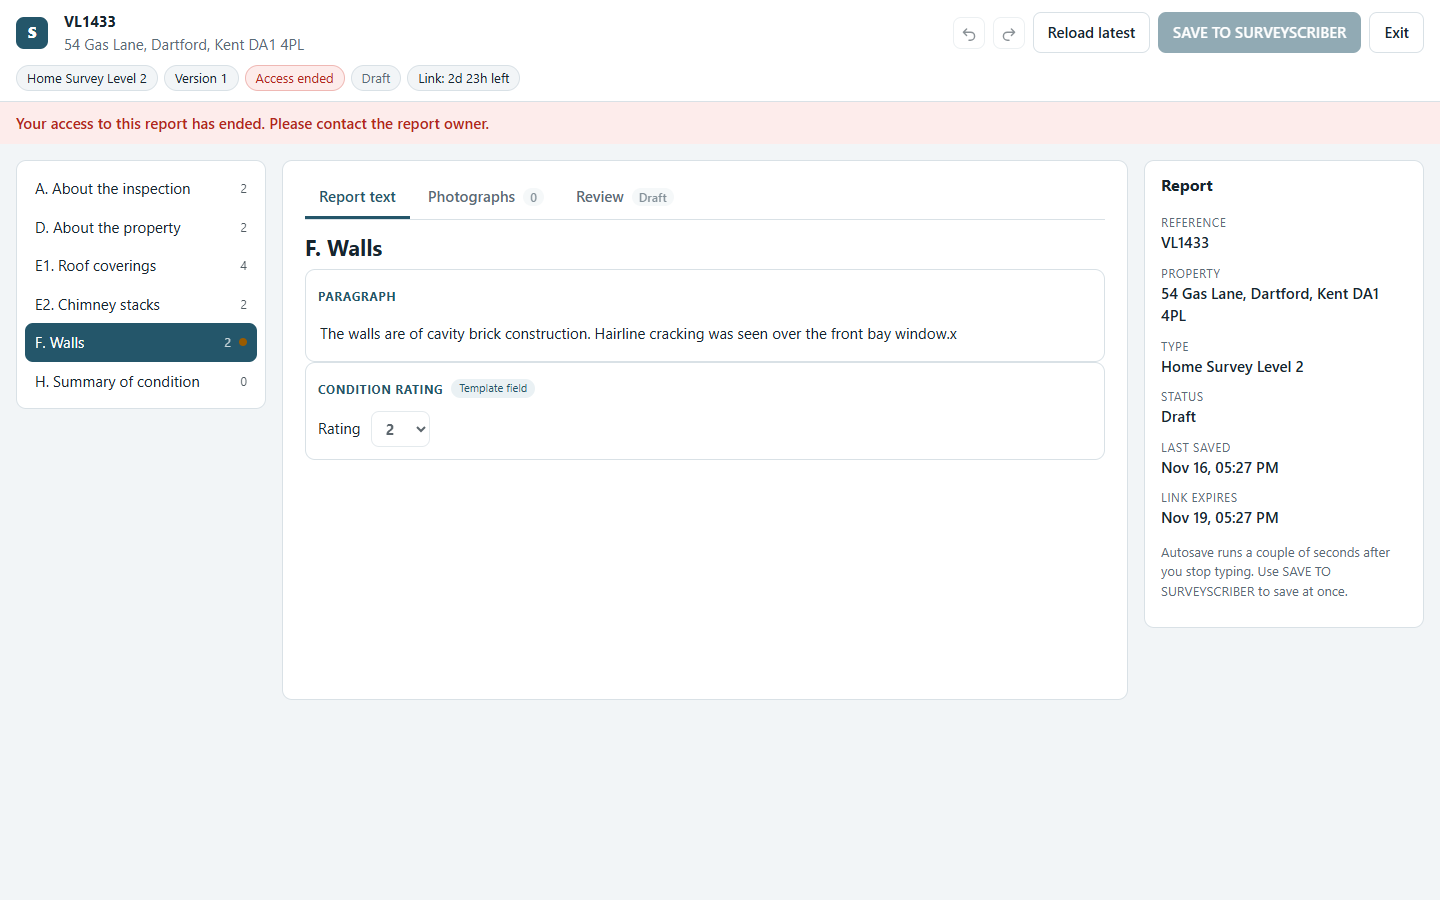 S
VL1433
54 Gas Lane, Dartford, Kent DA1 4PL
Reload latest
SAVE TO SURVEYSCRIBER
Exit
Home Survey Level 2
Version 1
Access ended
Draft
Link: 2d 23h left
Your access to this report has ended. Please contact the report owner.
A. About the inspection 2
D. About the property 2
E1. Roof coverings 4
E2. Chimney stacks 2
F. Walls 2
H. Summary of condition 0
Report text
Photographs 0
Review Draft
F. Walls
PARAGRAPH
The walls are of cavity brick construction. Hairline cracking was seen over the front bay window.x
CONDITION RATING Template field
Rating 2
Report
REFERENCE
VL1433
PROPERTY
54 Gas Lane, Dartford, Kent DA1
4PL
TYPE
Home Survey Level 2
STATUS
Draft
LAST SAVED
Nov 16, 05:27 PM
LINK EXPIRES
Nov 19, 05:27 PM
Autosave runs a couple of seconds after
you stop typing. Use SAVE TO
SURVEYSCRIBER to save at once.